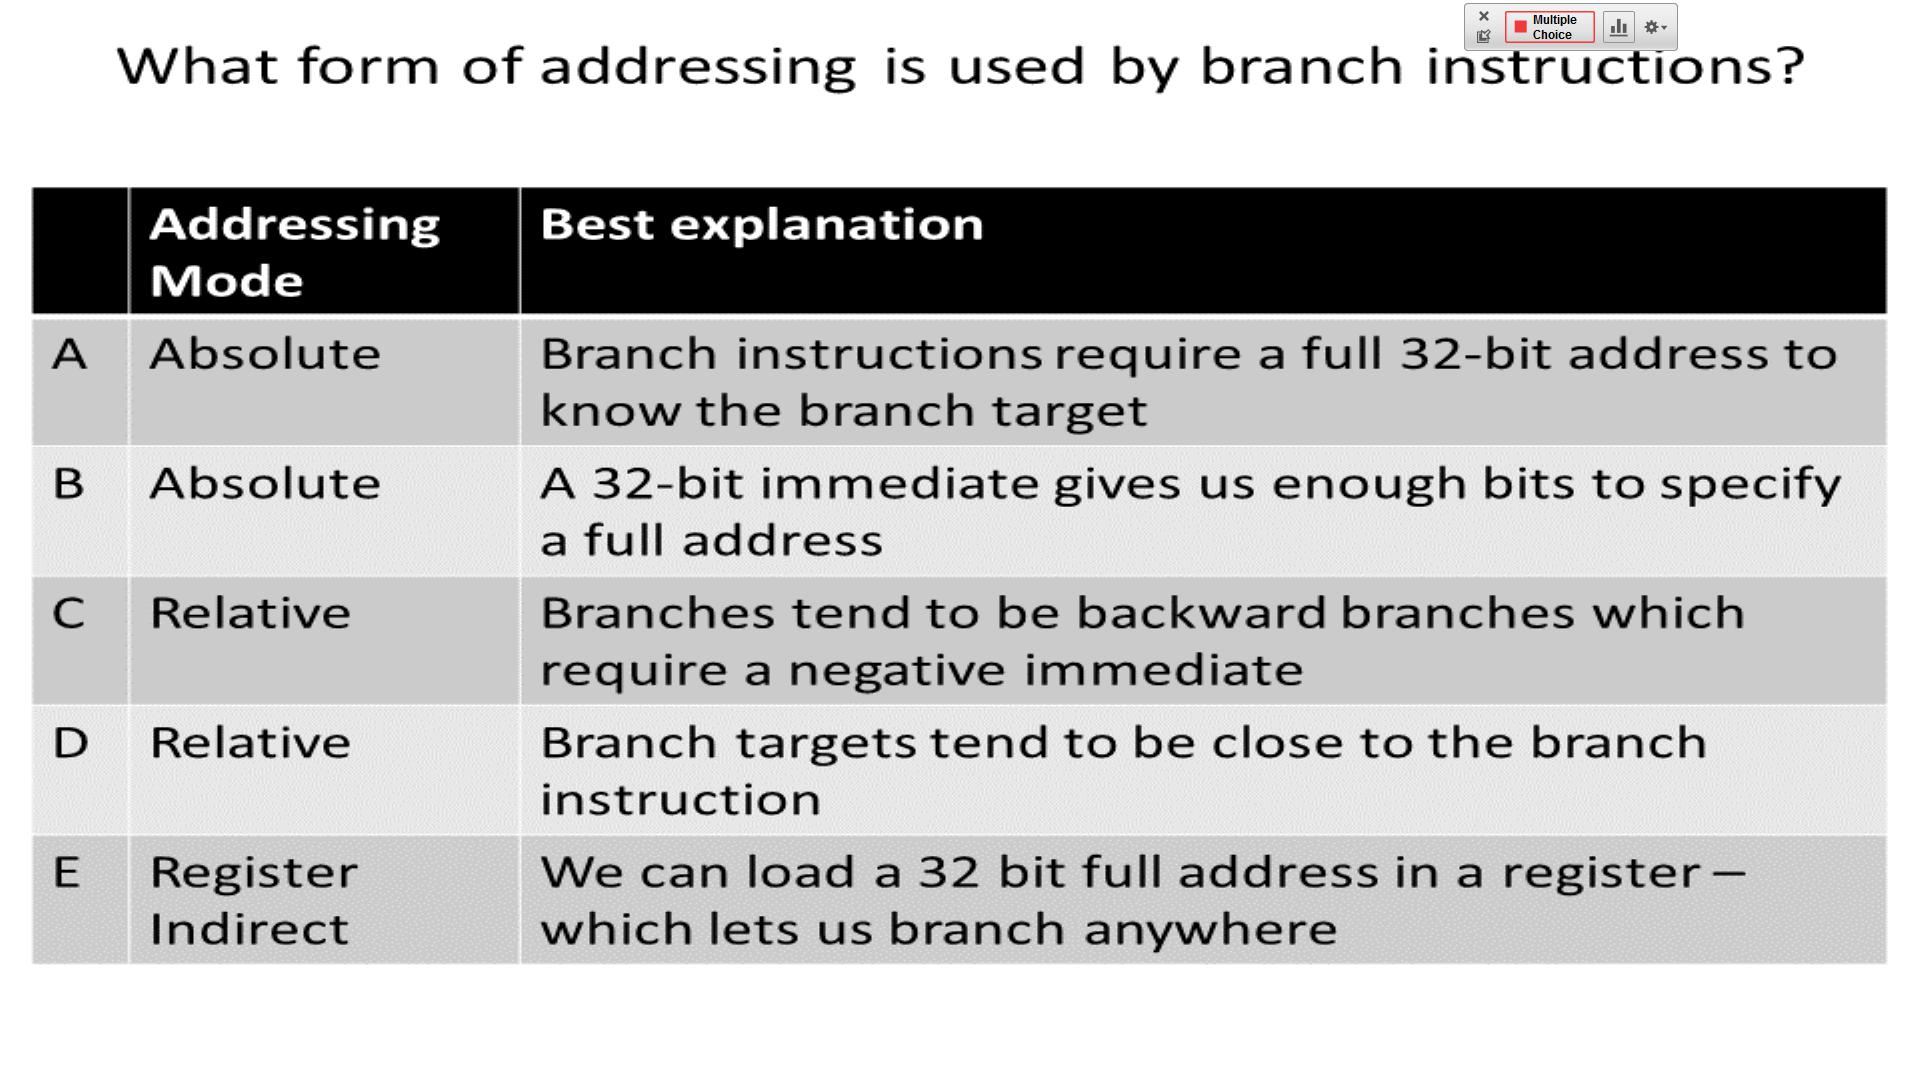 Multiple
Choice
What form of addressing is used by branch instructions?
Addressing
Mode
Best explanation
A
Absolute
Branch instructions require a full 32-bit address to
know the branch target
B
Absolute
A 32-bit immediate gives us enough bits to specify
a full address
C
Relative
Branches tend to be backward branches which
require a negative immediate
D
Relative
Branch targets tend to be close to the branch
instruction
E
Register
Indirect
We can load a 32 bit full address in a register –
which lets us branch anywhere